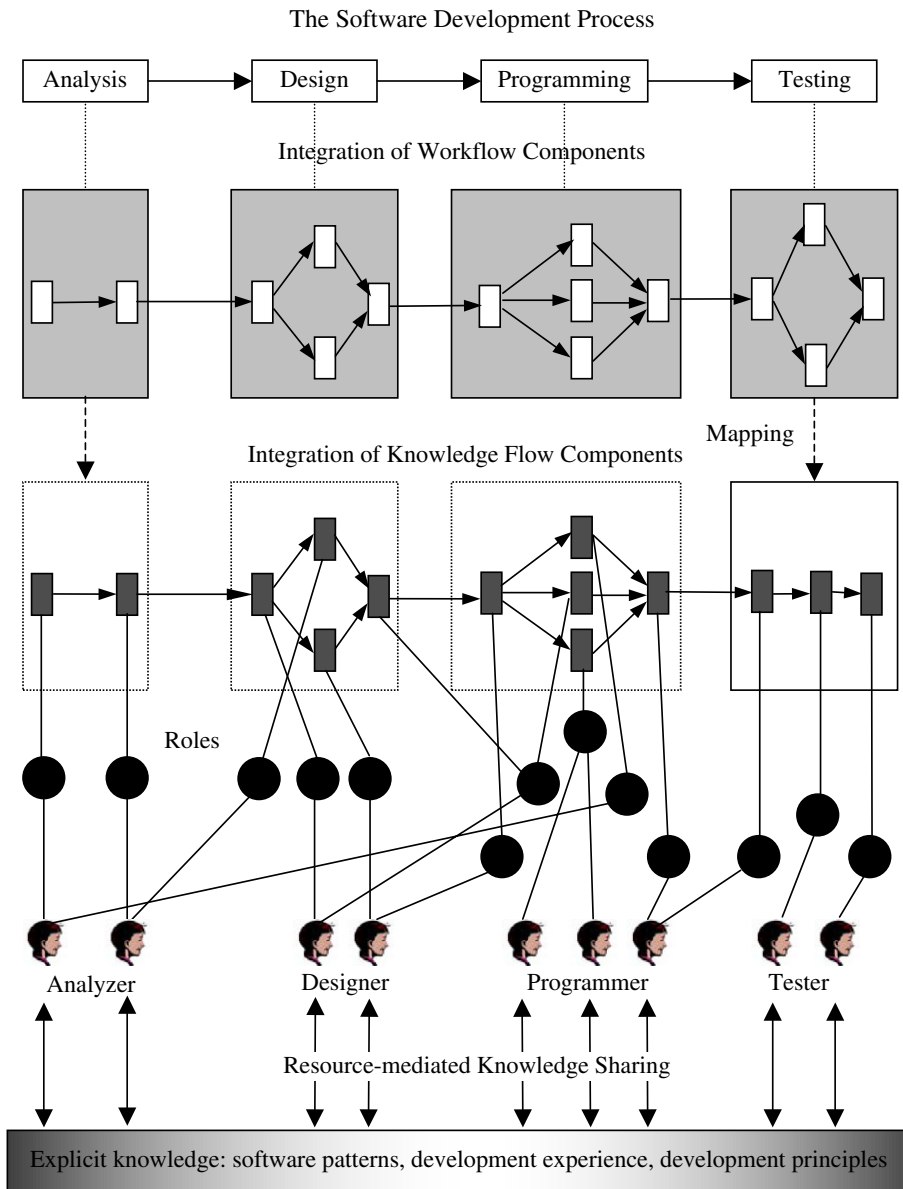 The Software Development Process
Analysis
Design
Programming
Testing
Integration of Workflow Components
Mapping
Integration of Knowledge Flow Components
Roles
Analyzer
Designer
Programmer
Tester
Resource-mediated Knowledge Sharing
Explicit knowledge: software patterns, development experience, development principles